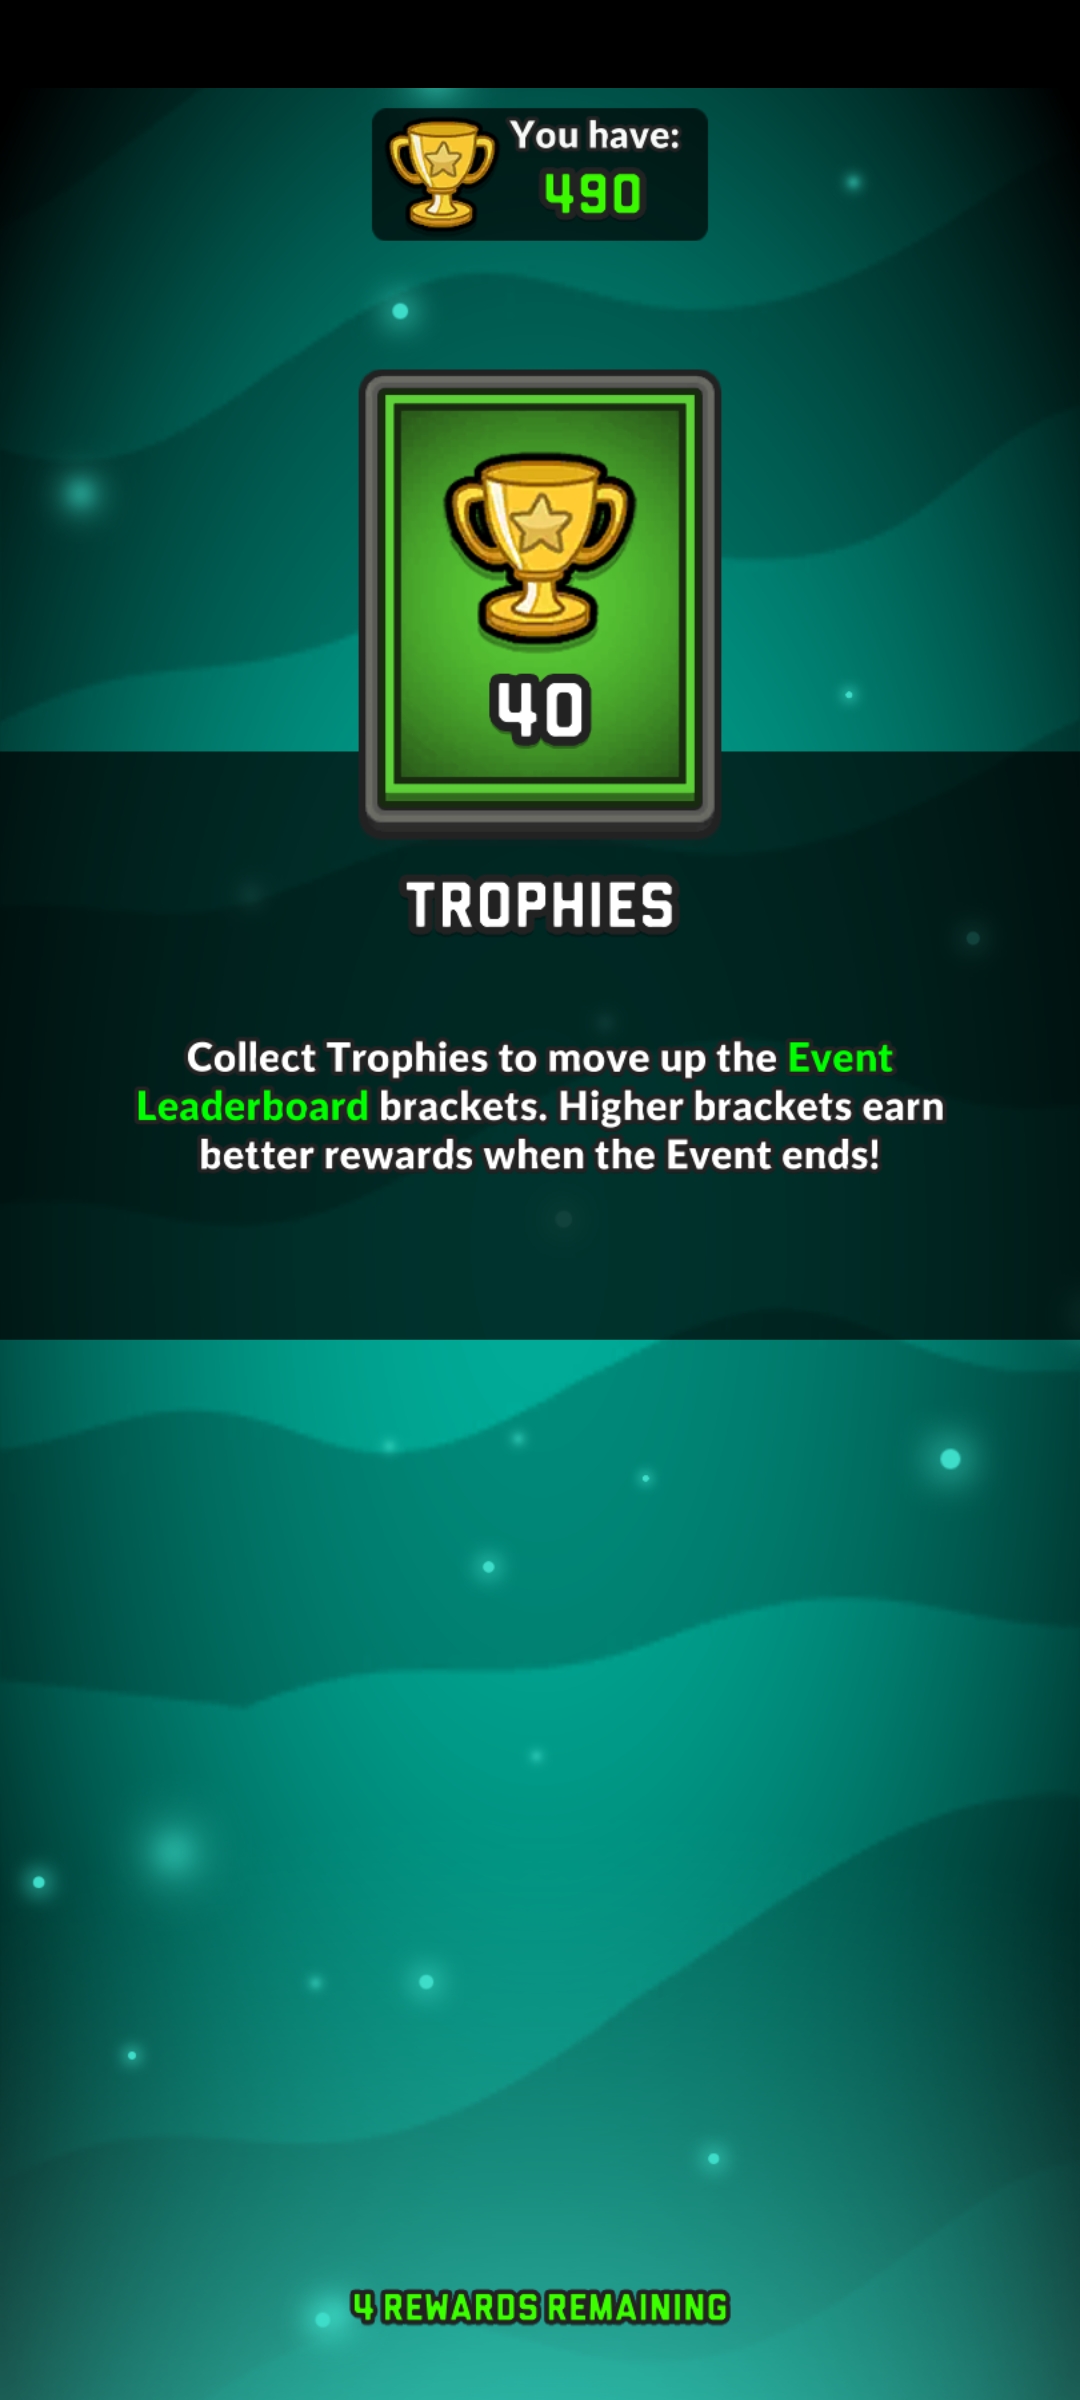 You have:
490
40
TROPHIES
Collect Trophies to move up the Event
Leaderboard brackets. Higher brackets earn
better rewards when the Event ends!
4 REWARDS REMAINING